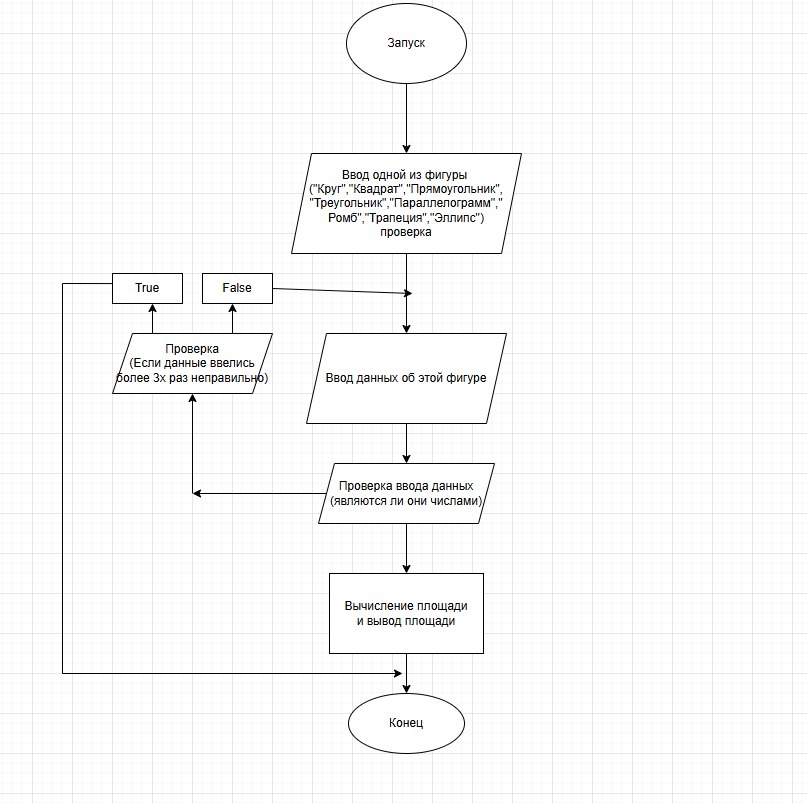 Запуск
Ввод одной из фигуры
("Круг","Квадрат","Прямоугольник",
"Треугольник","Параллелограмм","
Ромб","Трапеция","Эллипс")
проверка
True
False
Проверка
(Если данные ввелись
более 3х раз неправильно)
Ввод данных об этой фигуре
Проверка ввода данных
(являются ли они числами)
Вычисление площади
и вывод площади
Конец